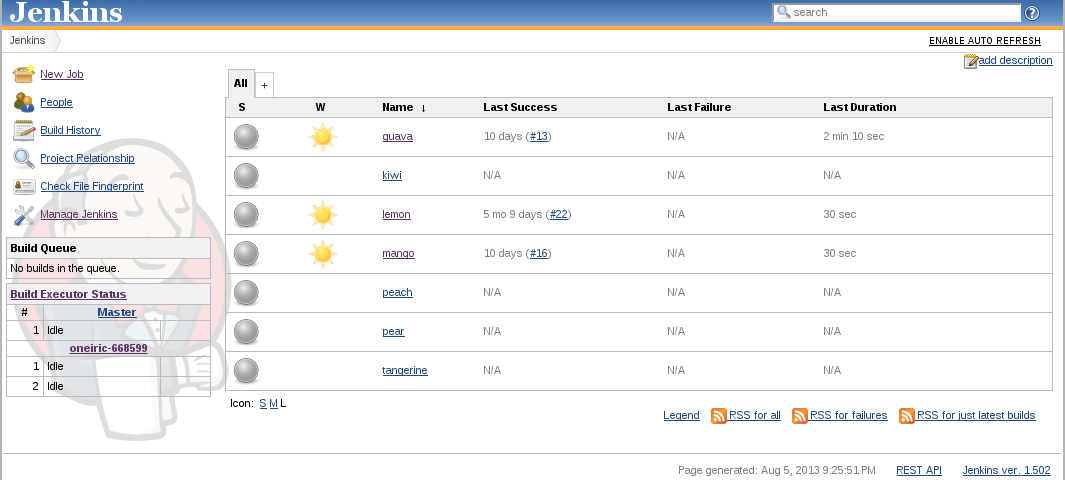 Jenkins
search
Jenkins
ENABLE AUTO REFRESH
add description
New Job
People
Build History
Project Relationship
Check File Fingerprint
Manage Jenkins
Build Queue
No builds in the queue.
Build Executor Status
# Master
1 Idle
oneiric-668599
1 Idle
2 Idle
All +
S W Name ↓ Last Success Last Failure Last Duration
guava 10 days (#13) N/A 2 min 10 sec
kiwi N/A N/A N/A
lemon 5 mo 9 days (#22) N/A 30 sec
mango 10 days (#16) N/A 30 sec
peach N/A N/A N/A
pear N/A N/A N/A
tangerine N/A N/A N/A
Icon: S M L
Legend RSS for all RSS for failures RSS for just latest builds
Page generated: Aug 5, 2013 9:25:51 PM REST API Jenkins ver. 1.502